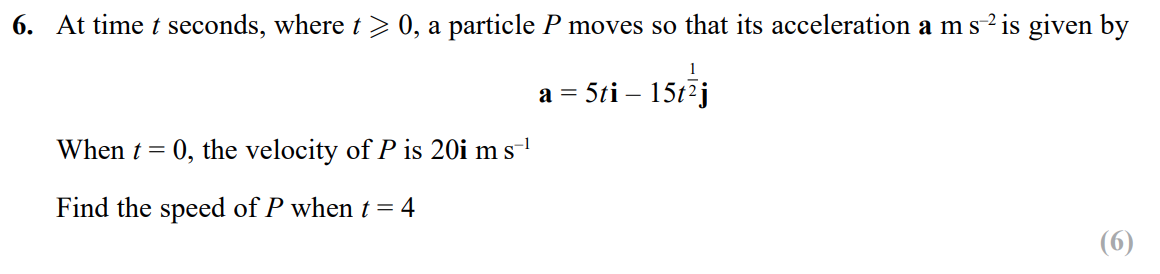 6. At time t seconds, where t ⩾ 0, a particle P moves so that its acceleration a m s⁻² is given by
a = 5ti – 15t^(1/2)j
When t = 0, the velocity of P is 20i m s⁻¹
Find the speed of P when t = 4
(6)